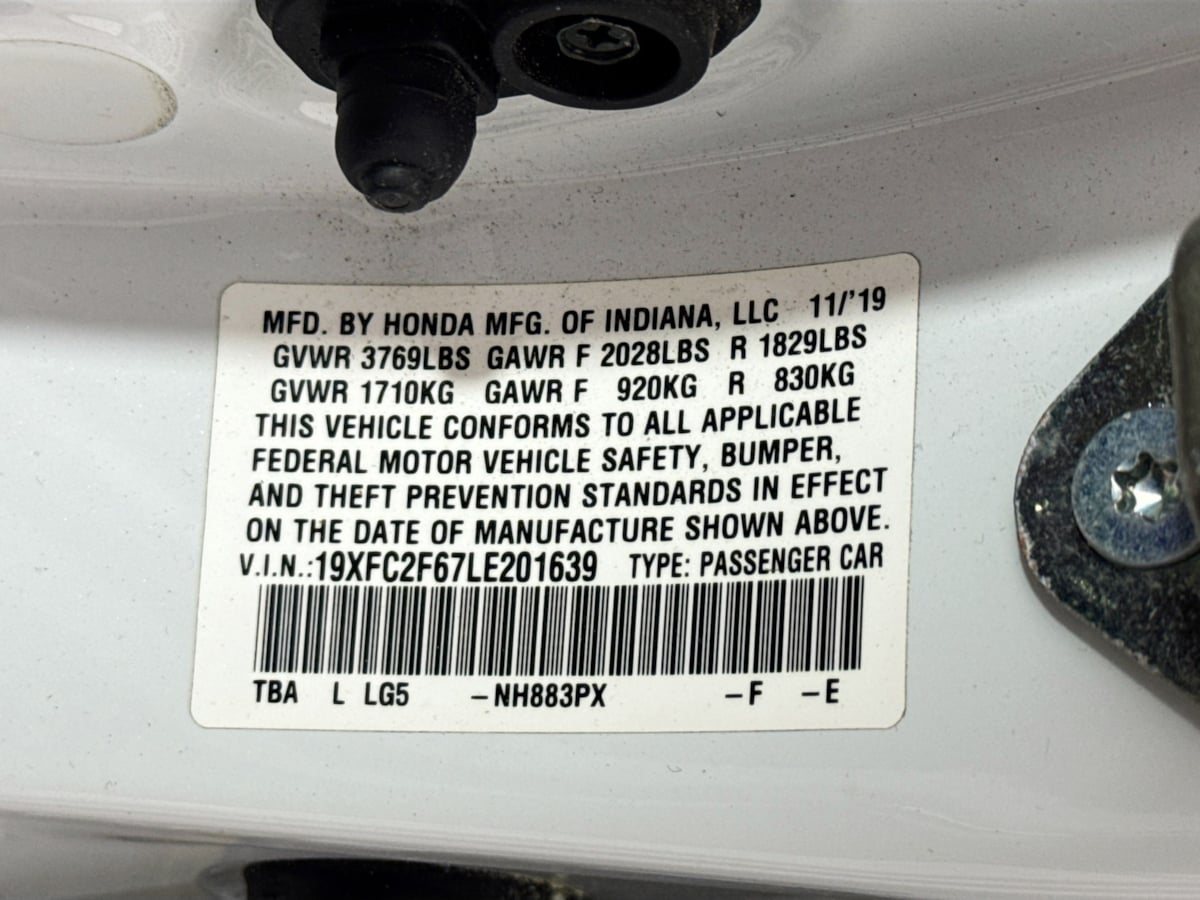 MFD. BY HONDA MFG. OF INDIANA, LLC 11/'19
GVWR 3769LBS GAWR F 2028LBS R 1829LBS
GVWR 1710KG GAWR F 920KG R 830KG
THIS VEHICLE CONFORMS TO ALL APPLICABLE
FEDERAL MOTOR VEHICLE SAFETY, BUMPER,
AND THEFT PREVENTION STANDARDS IN EFFECT
ON THE DATE OF MANUFACTURE SHOWN ABOVE.
V.I.N.:19XFC2F67LE201639 TYPE: PASSENGER CAR
TBA L LG5 -NH883PX -F -E